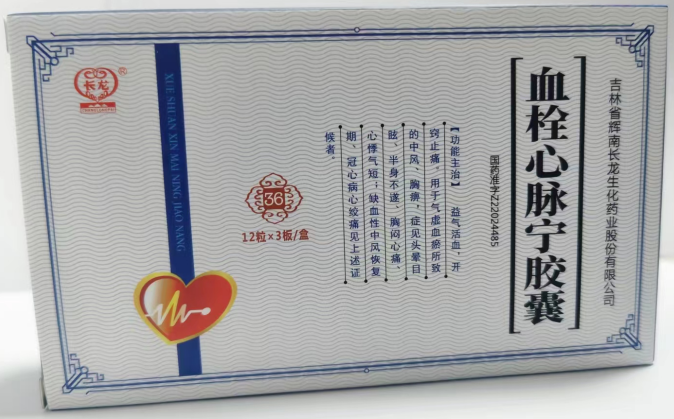 吉林省辉南长龙生化药业股份有限公司
血栓心脉宁胶囊
国药准字Z22024485
【功能主治】 益气活血，开
窍止痛。用于气虚血瘀所致
的中风、胸痹，症见头晕目
眩、半身不遂、胸闷心痛、
心悸气短；缺血性中风恢复
期、冠心病心绞痛见上述证
候者。
36
12粒×3板/盒
XUE SHUAN XIN MAI NING JIAO NANG
长龙®